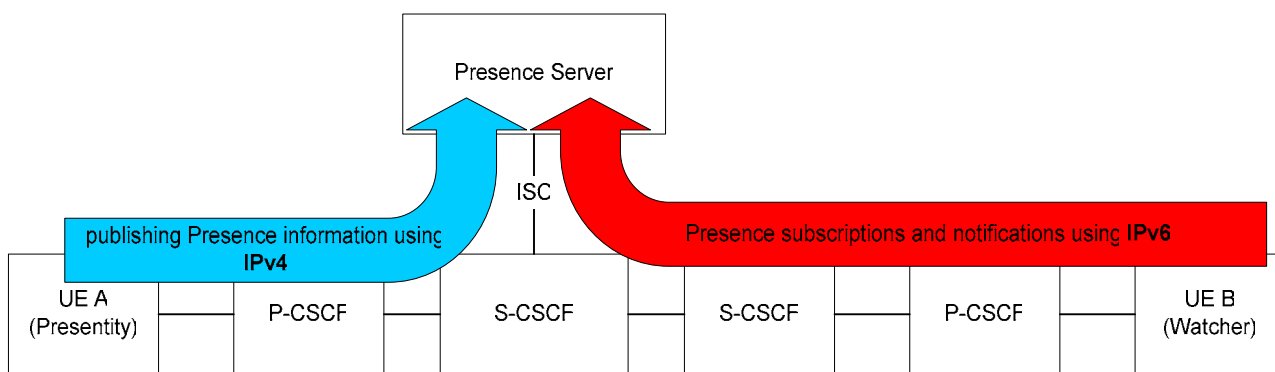 Presence Server
ISC
publishing Presence information using
IPv4
Presence subscriptions and notifications using IPv6
UE A
(Presentity)
P-CSCF
S-CSCF
S-CSCF
P-CSCF
UE B
(Watcher)